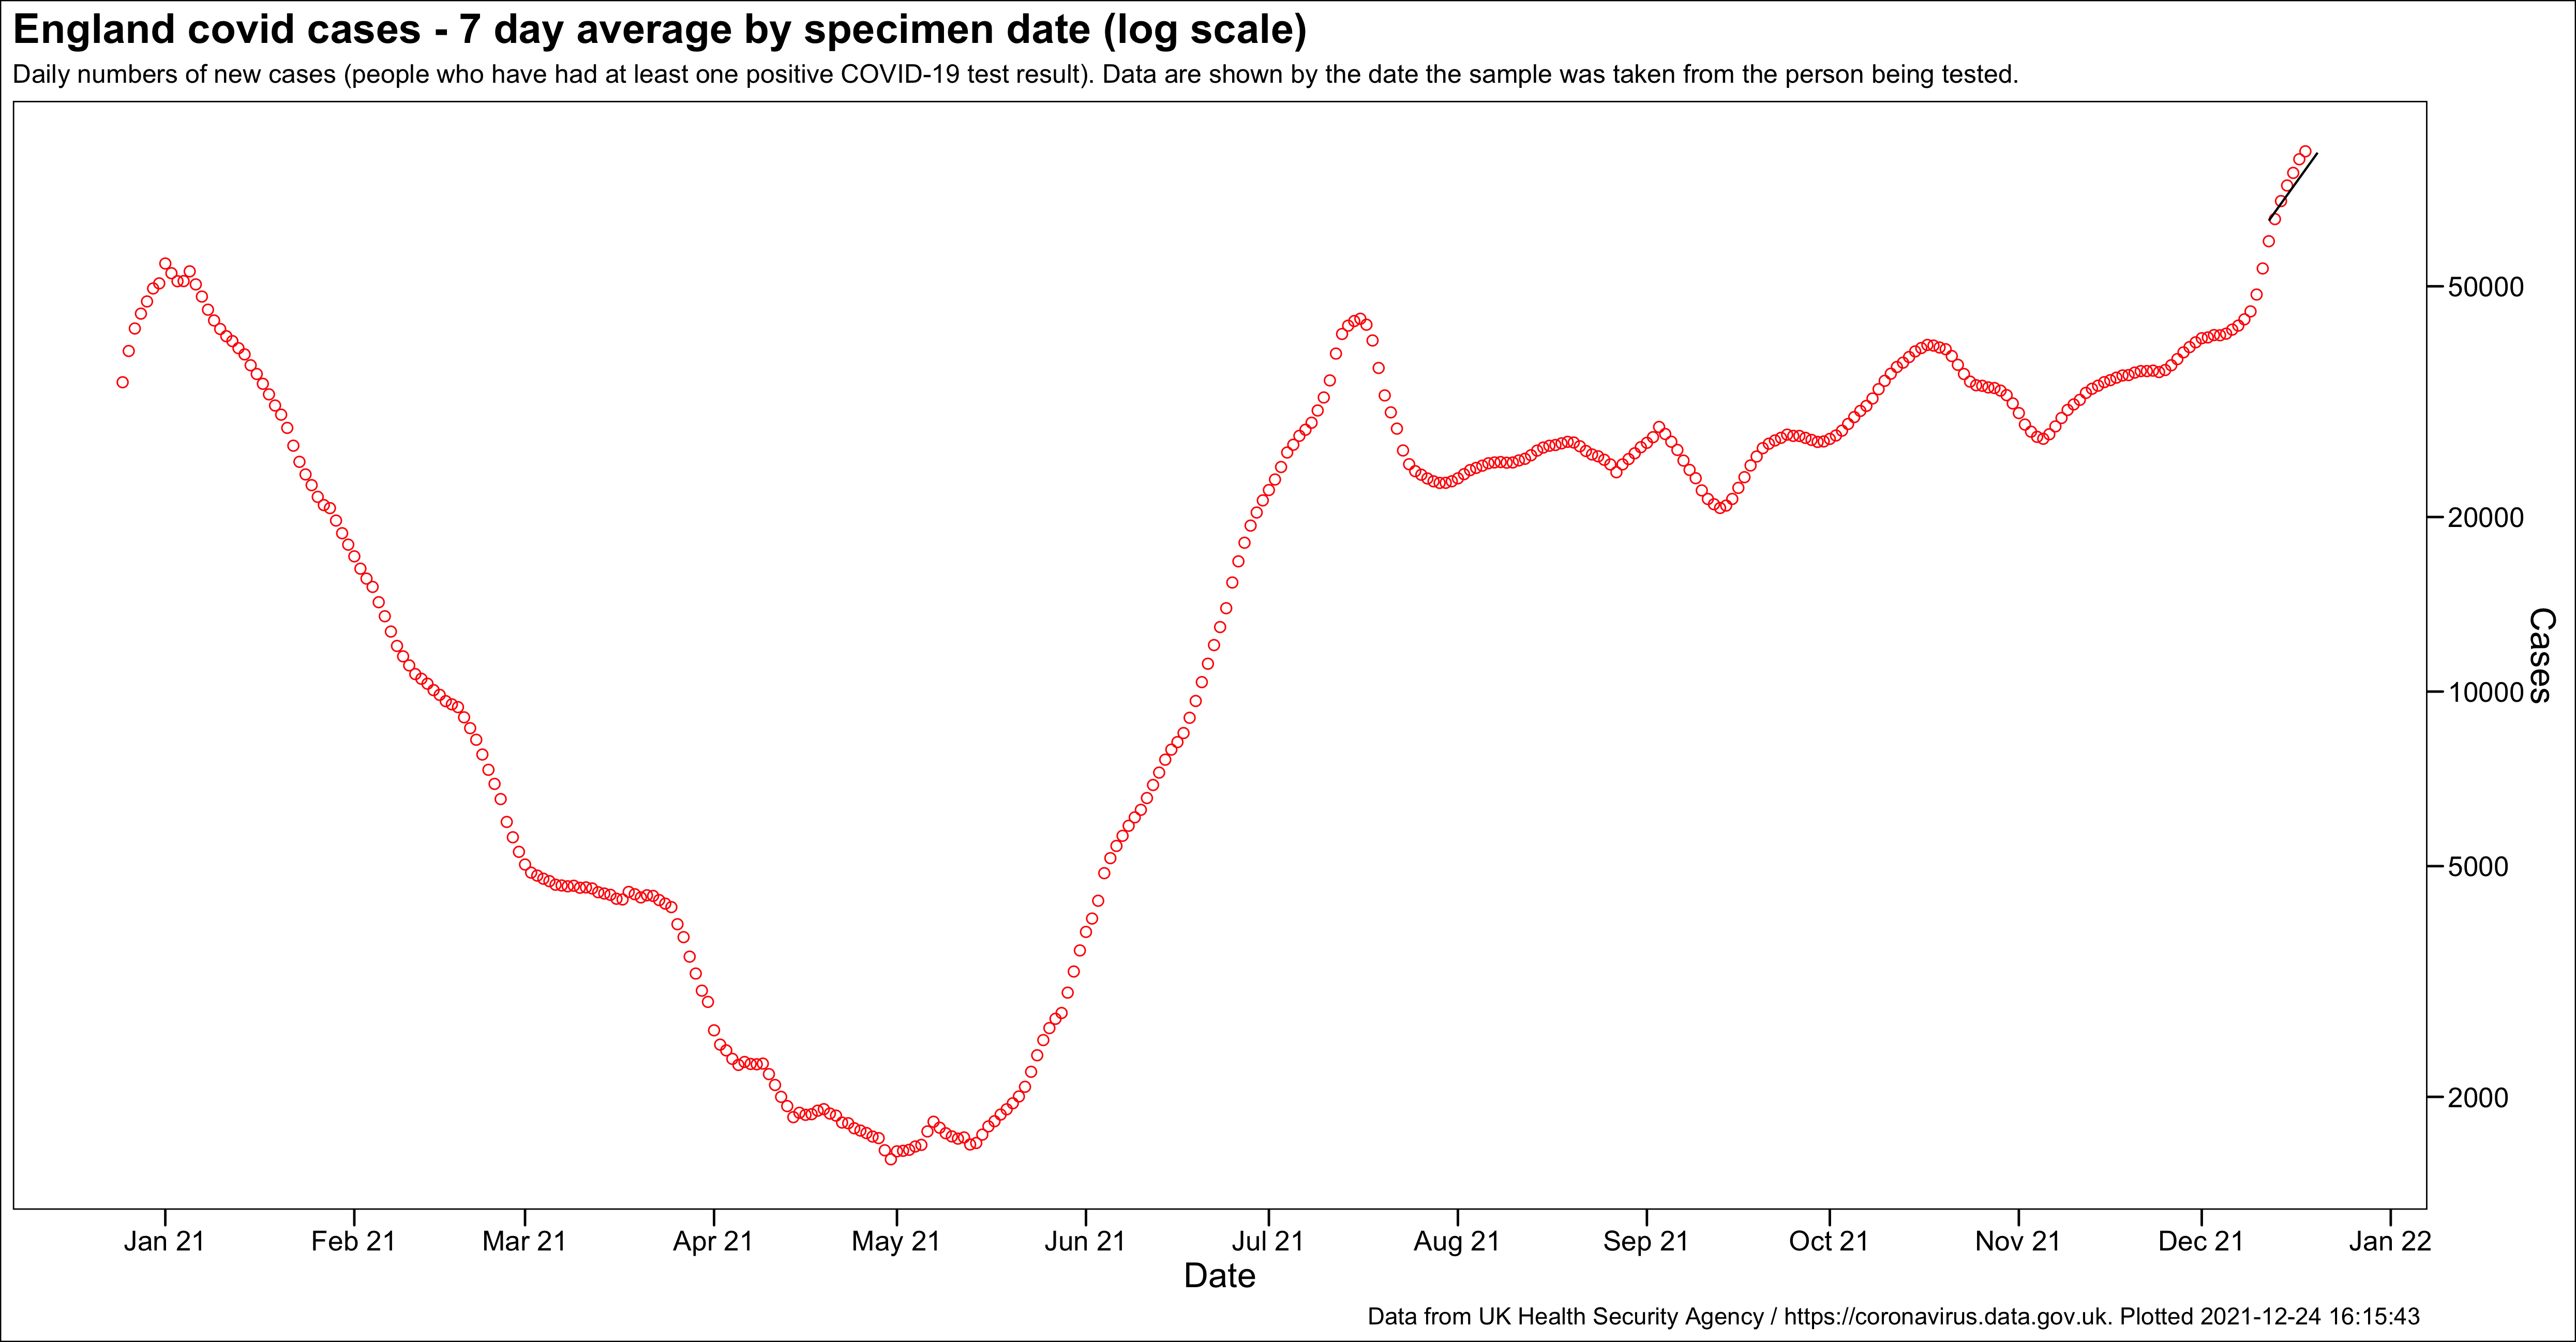 England covid cases - 7 day average by specimen date (log scale)
Daily numbers of new cases (people who have had at least one positive COVID-19 test result). Data are shown by the date the sample was taken from the person being tested.
50000
20000
10000
5000
2000
Cases
Jan 21 Feb 21 Mar 21 Apr 21 May 21 Jun 21 Jul 21 Aug 21 Sep 21 Oct 21 Nov 21 Dec 21 Jan 22
Date
Data from UK Health Security Agency / https://coronavirus.data.gov.uk. Plotted 2021-12-24 16:15:43